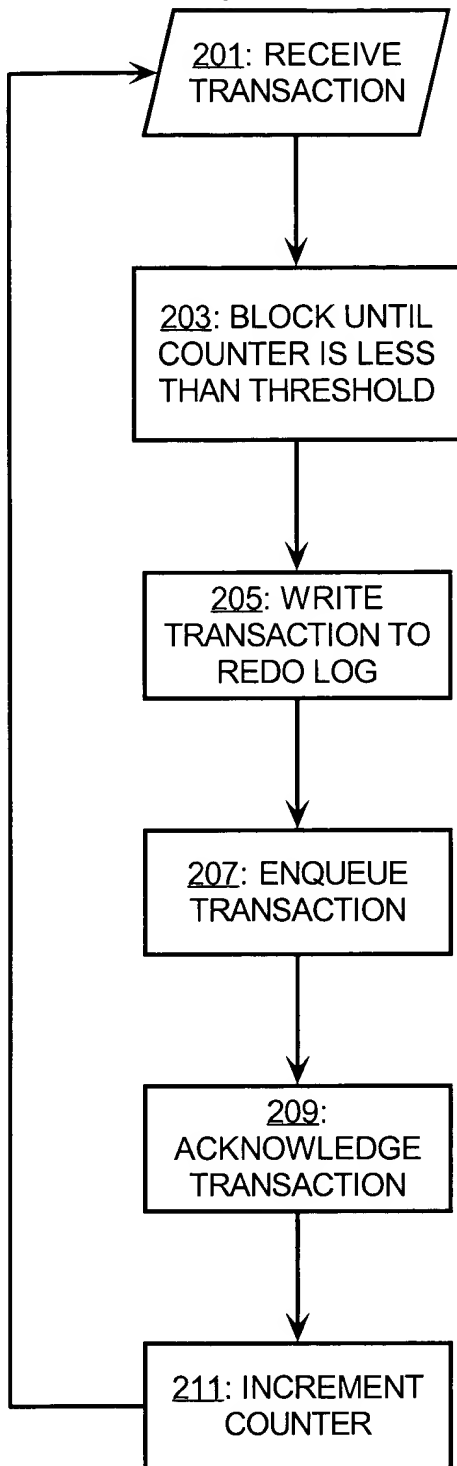 201: RECEIVE
TRANSACTION
203: BLOCK UNTIL
COUNTER IS LESS
THAN THRESHOLD
205: WRITE
TRANSACTION TO
REDO LOG
207: ENQUEUE
TRANSACTION
209:
ACKNOWLEDGE
TRANSACTION
211: INCREMENT
COUNTER